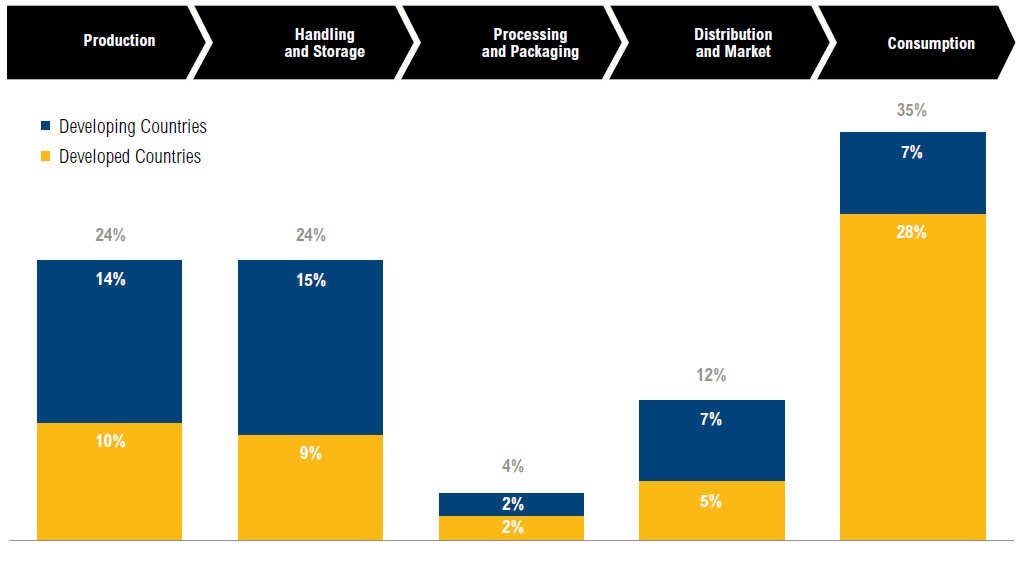 Production
Handling
and Storage
Processing
and Packaging
Distribution
and Market
Consumption
Developing Countries
Developed Countries
24%
14%
10%
24%
15%
9%
4%
2%
2%
12%
7%
5%
35%
7%
28%